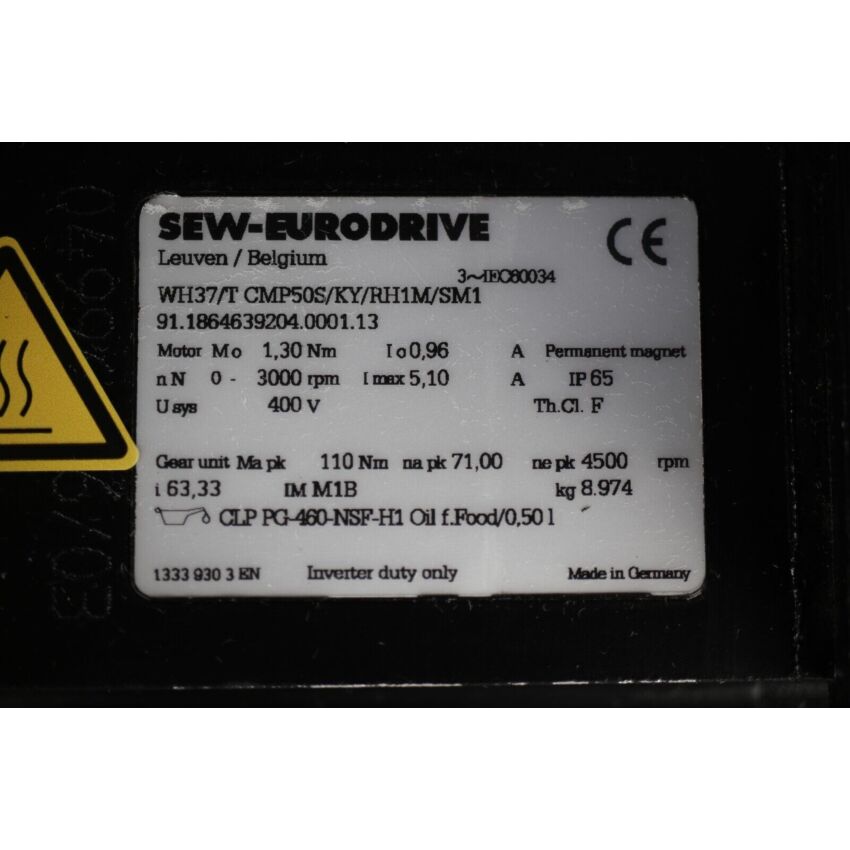 SEW-EURODRIVE
CE
Leuven / Belgium
3~IEC60034
WH37/T CMP50S/KY/RH1M/SM1
91.1864639204.0001.13
Motor Mo 1,30 Nm Io 0,96 A Permanent magnet
nN 0 - 3000 rpm Imax 5,10 A IP 65
Usys 400 V Th.Cl. F
Gear unit Ma pk 110 Nm na pk 71,00 ne pk 4500 rpm
i 63,33 IM M1B kg 8.974
CLP PG-460-NSF-H1 Oil f.Food/0,50 l
1333 930 3 EN Inverter duty only Made in Germany